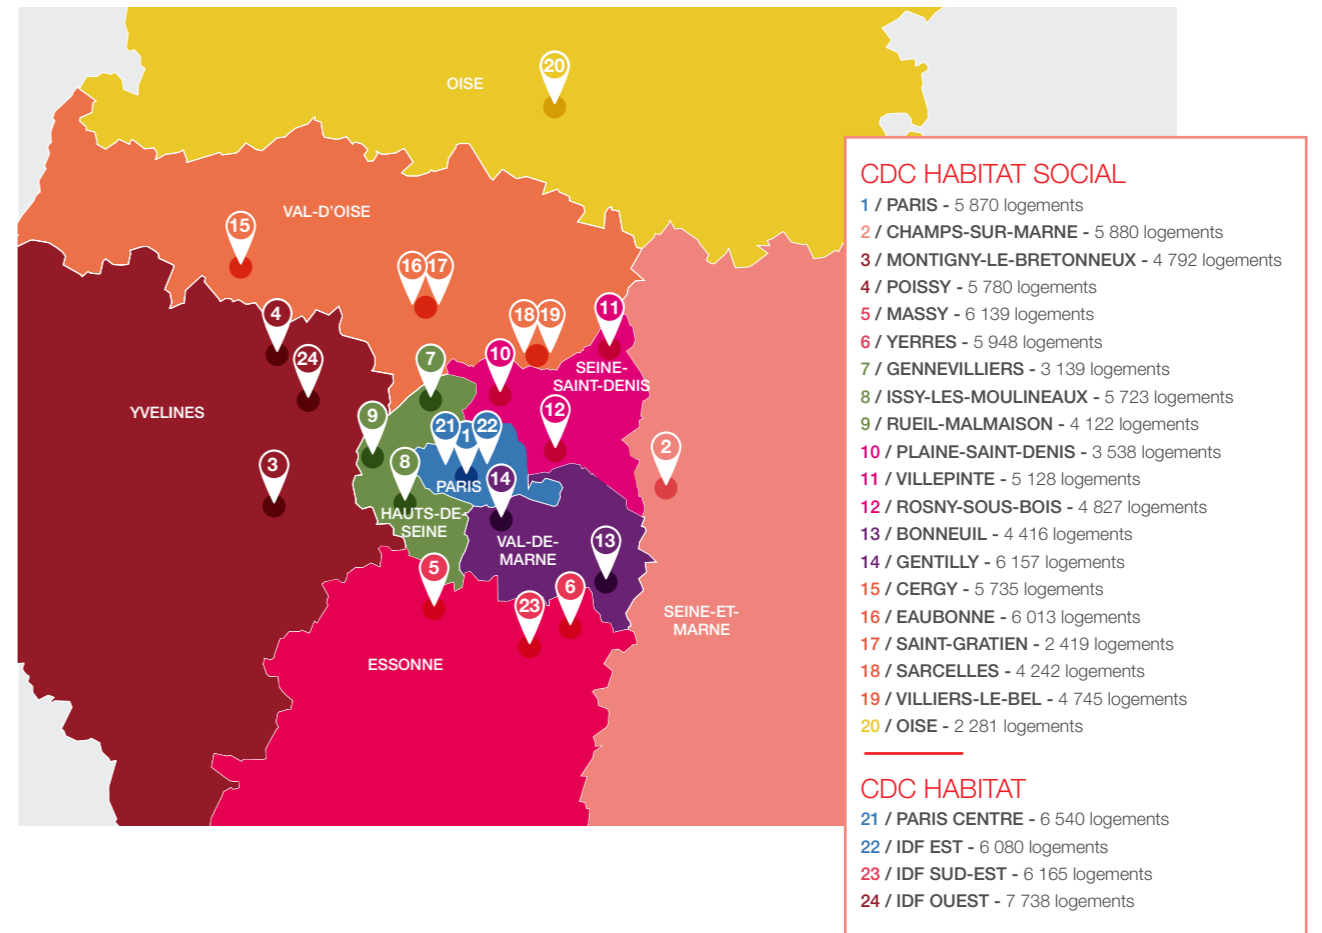 OISE
20
VAL-D'OISE
15
16
17
4
24
18
19
11
7
10
SEINE-
SAINT-DENIS
YVELINES
9
12
21
1
22
8
3
14
PARIS
2
HAUTS-DE-
SEINE
VAL-DE-
MARNE
13
5
6
23
SEINE-ET-
MARNE
ESSONNE
CDC HABITAT SOCIAL
1 / PARIS - 5 870 logements
2 / CHAMPS-SUR-MARNE - 5 880 logements
3 / MONTIGNY-LE-BRETONNEUX - 4 792 logements
4 / POISSY - 5 780 logements
5 / MASSY - 6 139 logements
6 / YERRES - 5 948 logements
7 / GENNEVILLIERS - 3 139 logements
8 / ISSY-LES-MOULINEAUX - 5 723 logements
9 / RUEIL-MALMAISON - 4 122 logements
10 / PLAINE-SAINT-DENIS - 3 538 logements
11 / VILLEPINTE - 5 128 logements
12 / ROSNY-SOUS-BOIS - 4 827 logements
13 / BONNEUIL - 4 416 logements
14 / GENTILLY - 6 157 logements
15 / CERGY - 5 735 logements
16 / EAUBONNE - 6 013 logements
17 / SAINT-GRATIEN - 2 419 logements
18 / SARCELLES - 4 242 logements
19 / VILLIERS-LE-BEL - 4 745 logements
20 / OISE - 2 281 logements
CDC HABITAT
21 / PARIS CENTRE - 6 540 logements
22 / IDF EST - 6 080 logements
23 / IDF SUD-EST - 6 165 logements
24 / IDF OUEST - 7 738 logements